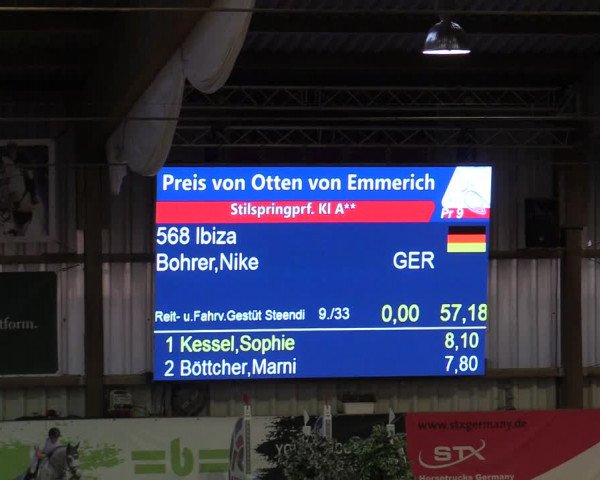 Preis von Otten von Emmerich
Stilspringprf. Kl A**
Pr 9
568 Ibiza
Bohrer,Nike
GER
Reit- u.Fahrv.Gestüt Steendi 9./33 0,00 57,18
1 Kessel,Sophie 8,10
2 Böttcher,Marni 7,80
tform.
www.stxgermany.de
STX
Horsetrucks Germany